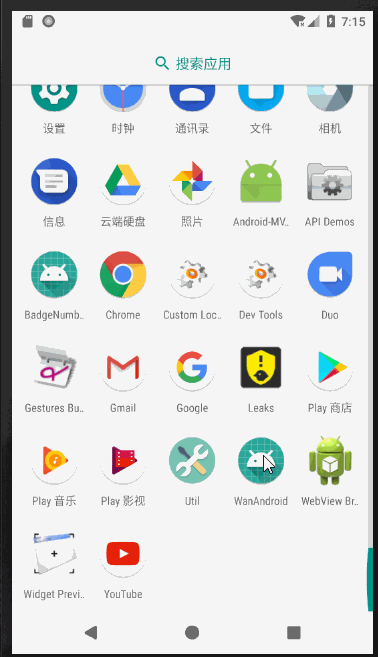 7:15
搜索应用
设置 时钟 通讯录 文件 相机
信息 云端硬盘 照片 Android-MV.. API Demos
BadgeNumb.. Chrome Custom Loc.. Dev Tools Duo
Gestures Bu.. Gmail Google Leaks Play 商店
Play 音乐 Play 影视 Util WanAndroid WebView Br..
Widget Previ.. YouTube